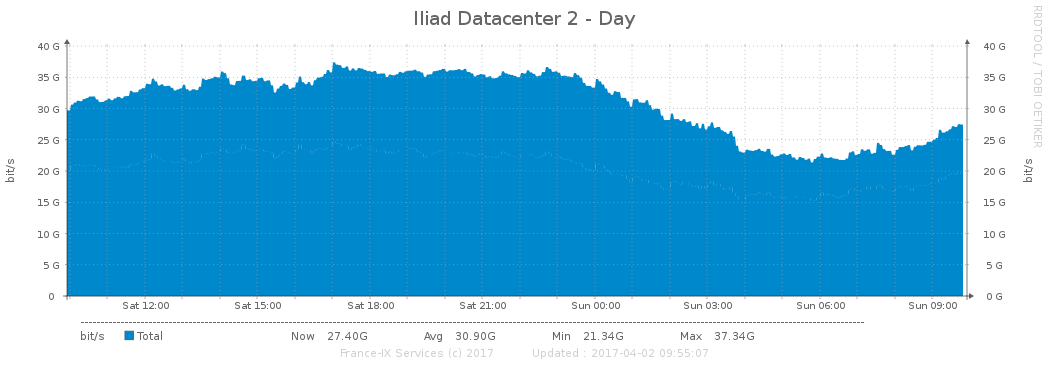 Iliad Datacenter 2 - Day
RRDTOOL / TOBI OETIKER
40 G 40 G
35 G 35 G
30 G 30 G
25 G 25 G
20 G 20 G
15 G 15 G
10 G 10 G
5 G 5 G
0 0 G
bit/s bit/s
Sat 12:00 Sat 15:00 Sat 18:00 Sat 21:00 Sun 00:00 Sun 03:00 Sun 06:00 Sun 09:00
bit/s Total Now 27.40G Avg 30.90G Min 21.34G Max 37.34G
France-IX Services (c) 2017 Updated : 2017-04-02 09:55:07